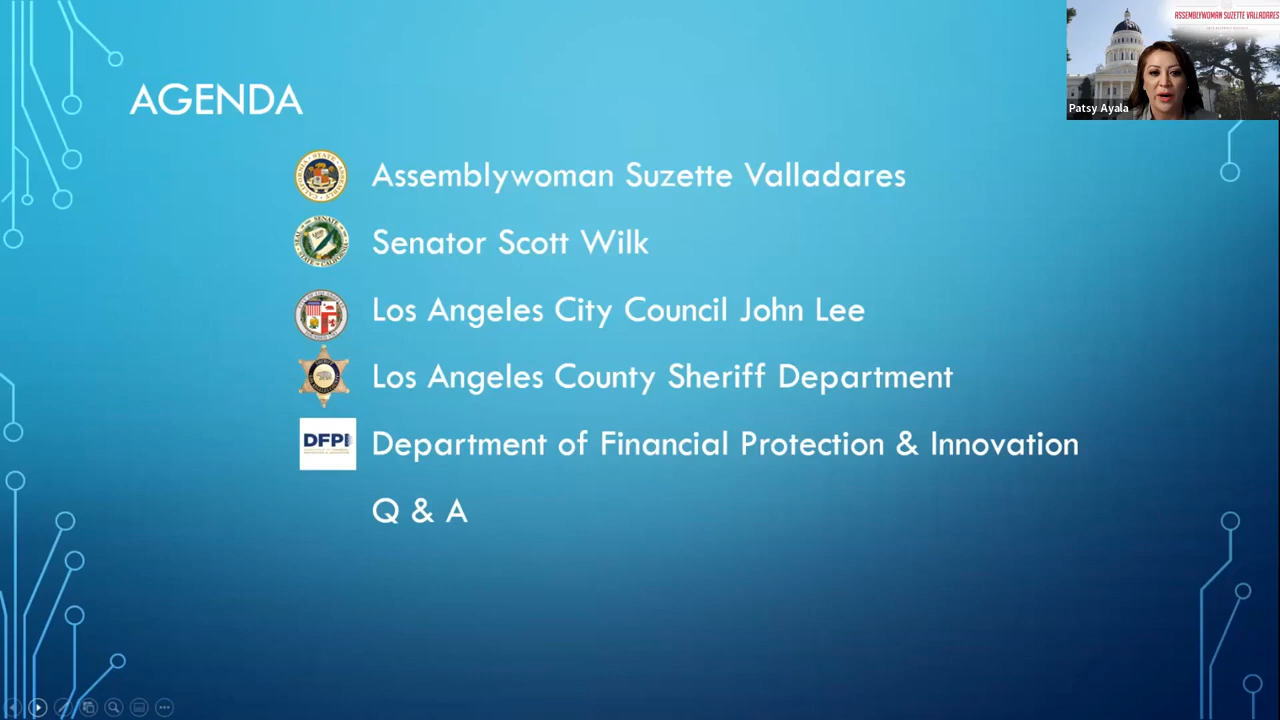 ASSEMBLYWOMAN SUZETTE VALLADARES
Patsy Ayala
AGENDA
Assemblywoman Suzette Valladares
Senator Scott Wilk
Los Angeles City Council John Lee
Los Angeles County Sheriff Department
DFPI
Department of Financial Protection & Innovation
Q & A